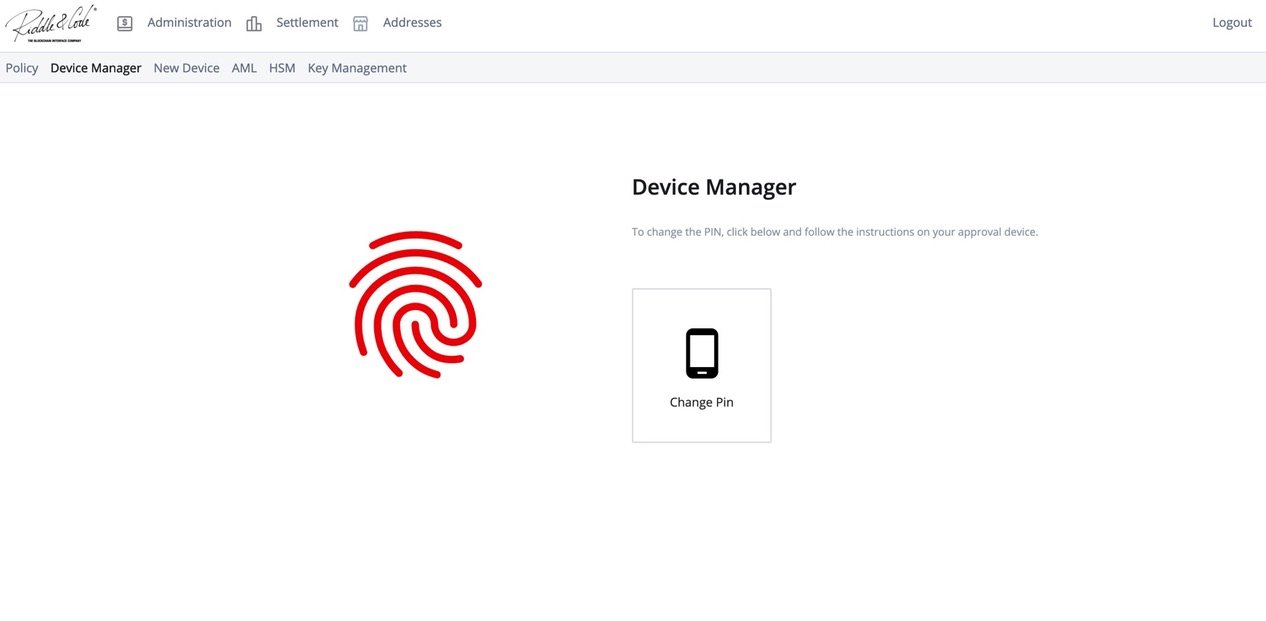 Riddle & Code®
THE BLOCKCHAIN INTERFACE COMPANY
Administration Settlement Addresses Logout
Policy Device Manager New Device AML HSM Key Management
Device Manager
To change the PIN, click below and follow the instructions on your approval device.
Change Pin